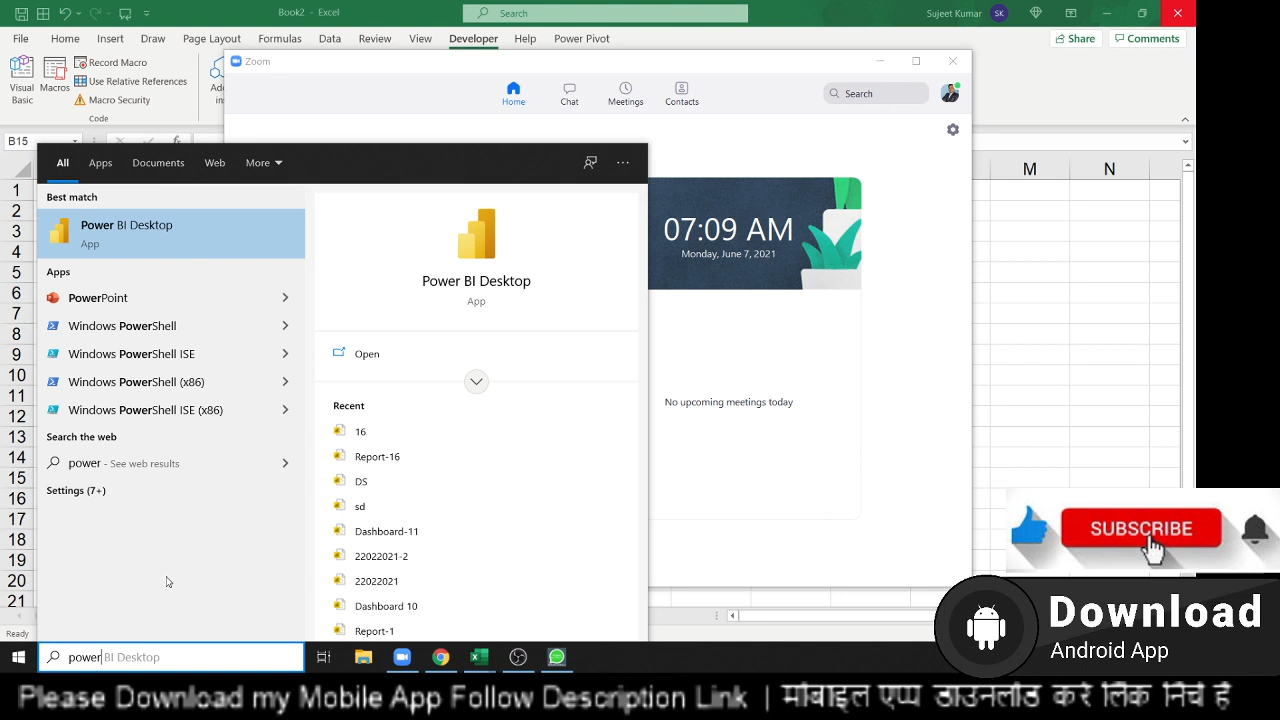 Book2 - Excel
Search
Sujeet Kumar
SK
File Home Insert Draw Page Layout Formulas Data Review View Developer Help Power Pivot
Share
Comments
Visual Basic
Macros
Record Macro
Use Relative References
Macro Security
Code
Zoom
Home
Chat
Meetings
Contacts
Search
B15
M N
1
2
3
4
5
6
7
8
9
10
11
12
13
14
15
16
17
18
19
20
21
Ready
All Apps Documents Web More
Best match
Power BI Desktop
App
Apps
PowerPoint
Windows PowerShell
Windows PowerShell ISE
Windows PowerShell (x86)
Windows PowerShell ISE (x86)
Search the web
power - See web results
Settings (7+)
Power BI Desktop
App
Open
Recent
16
Report-16
DS
sd
Dashboard-11
22022021-2
22022021
Dashboard 10
Report-1
07:09 AM
Monday, June 7, 2021
No upcoming meetings today
SUBSCRIBE
Download
Android App
power BI Desktop
Please Download my Mobile App Follow Description Link | मोबाइल एप्प डाउनलोड करे लिंक निचे है